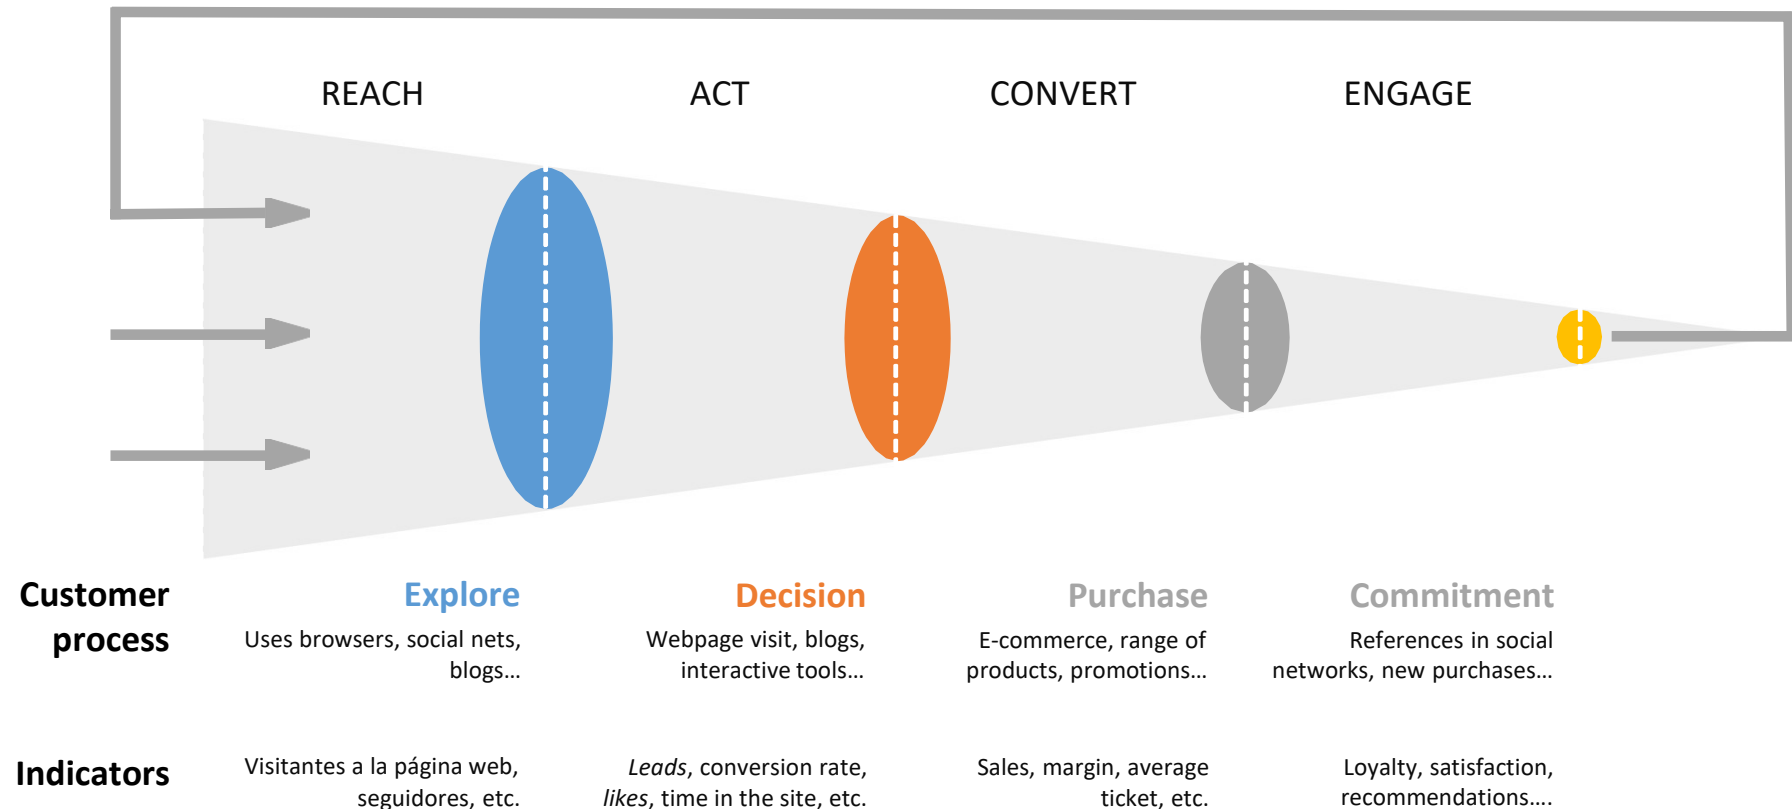 REACH ACT CONVERT ENGAGE
Customer process
Explore
Uses browsers, social nets,
blogs…
Decision
Webpage visit, blogs,
interactive tools…
Purchase
E-commerce, range of
products, promotions…
Commitment
References in social
networks, new purchases…
Indicators
Visitantes a la página web,
seguidores, etc.
Leads, conversion rate,
likes, time in the site, etc.
Sales, margin, average
ticket, etc.
Loyalty, satisfaction,
recommendations….